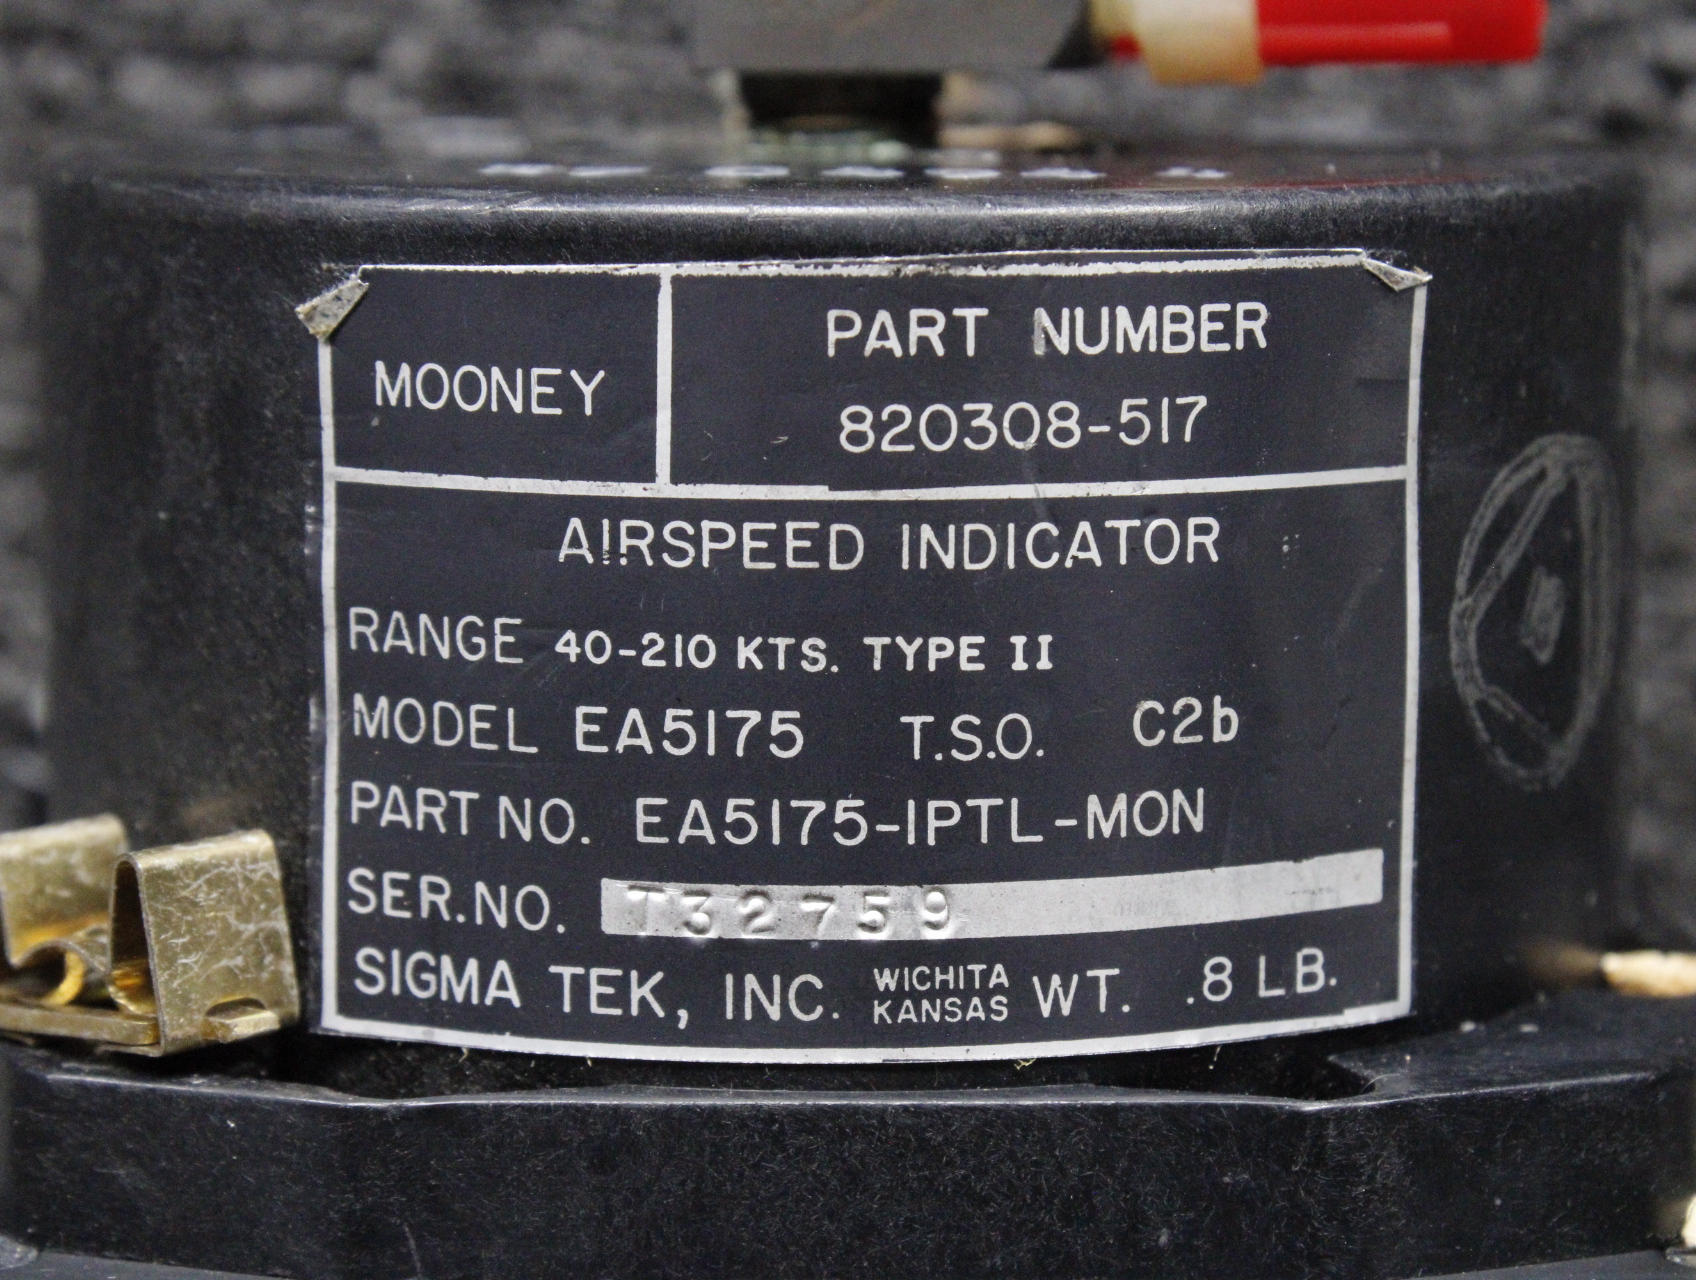 MOONEY
PART NUMBER
820308-517
AIRSPEED INDICATOR
RANGE 40-210 KTS. TYPE II
MODEL EA5175 T.S.O. C2b
PART NO. EA5175-1PTL-MON
SER.NO. T32759
SIGMA TEK, INC. WICHITA KANSAS WT. .8 LB.